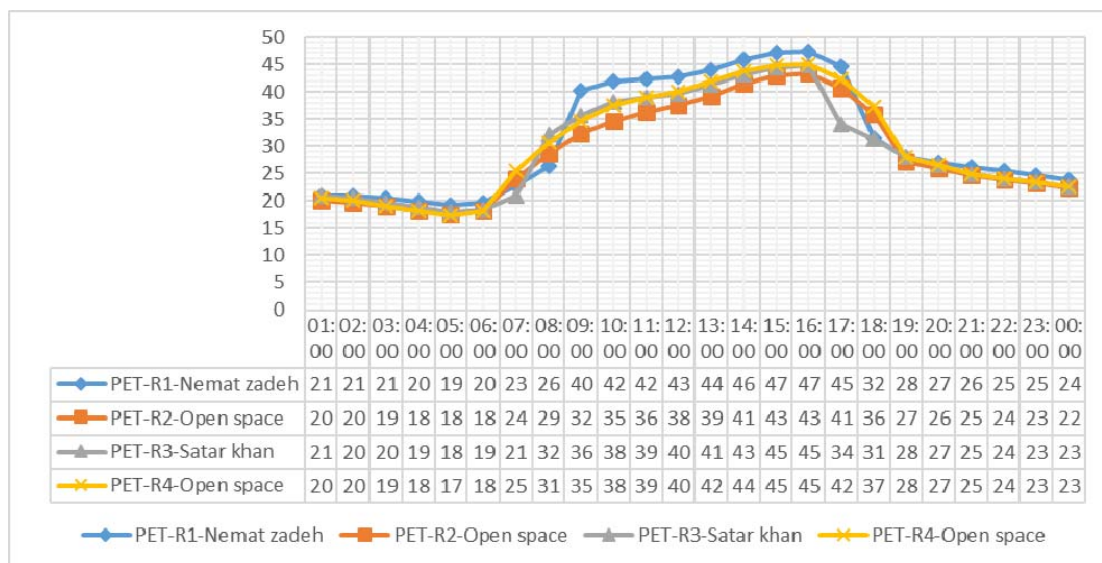 50
45
40
35
30
25
20
15
10
5
0
01: 02: 03: 04: 05: 06: 07: 08: 09: 10: 11: 12: 13: 14: 15: 16: 17: 18: 19: 20: 21: 22: 23: 00:
00 00 00 00 00 00 00 00 00 00 00 00 00 00 00 00 00 00 00 00 00 00 00 00
PET-R1-Nemat zadeh 21 21 21 20 19 20 23 26 40 42 42 43 44 46 47 47 45 32 28 27 26 25 25 24
PET-R2-Open space 20 20 19 18 18 18 24 29 32 35 36 38 39 41 43 43 41 36 27 26 25 24 23 22
PET-R3-Satar khan 21 20 20 19 18 19 21 32 36 38 39 40 41 43 45 45 34 31 28 27 25 24 23 23
PET-R4-Open space 20 20 19 18 17 18 25 31 35 38 39 40 42 44 45 45 42 37 28 27 25 24 23 23
PET-R1-Nemat zadeh PET-R2-Open space PET-R3-Satar khan PET-R4-Open space